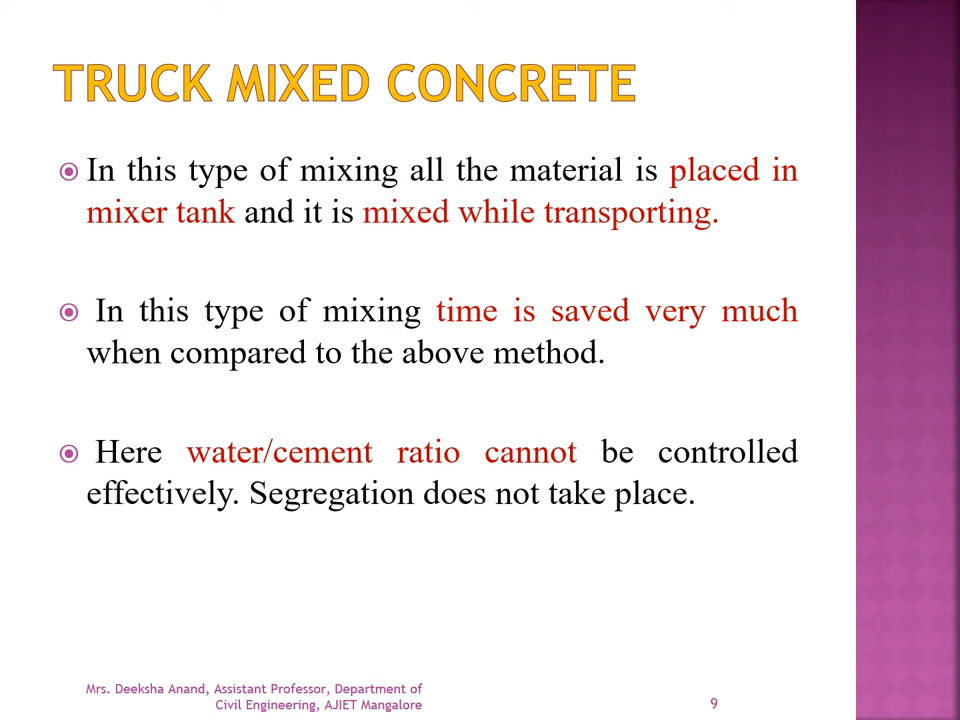 TRUCK MIXED CONCRETE
In this type of mixing all the material is placed in
mixer tank and it is mixed while transporting.
In this type of mixing time is saved very much
when compared to the above method.
Here water/cement ratio cannot be controlled
effectively. Segregation does not take place.
Mrs. Deeksha Anand, Assistant Professor, Department of
Civil Engineering, AJIET Mangalore
9